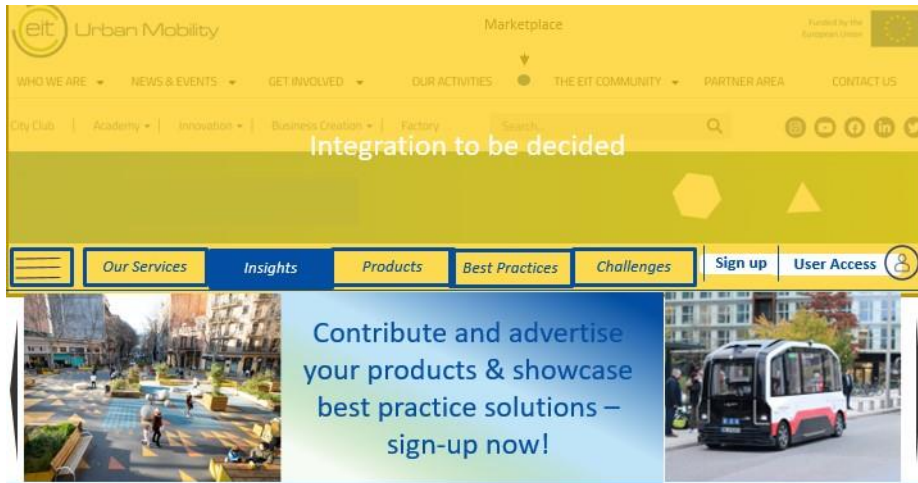 eit Urban Mobility
Marketplace
Funded by the
European Union
WHO WE ARE NEWS & EVENTS GET INVOLVED OUR ACTIVITIES THE EIT COMMUNITY PARTNER AREA CONTACT US
City Club | Academy | Innovation | Business Creation | Factory Search...
Integration to be decided
Our Services Insights Products Best Practices Challenges Sign up User Access
Contribute and advertise
your products & showcase
best practice solutions –
sign-up now!